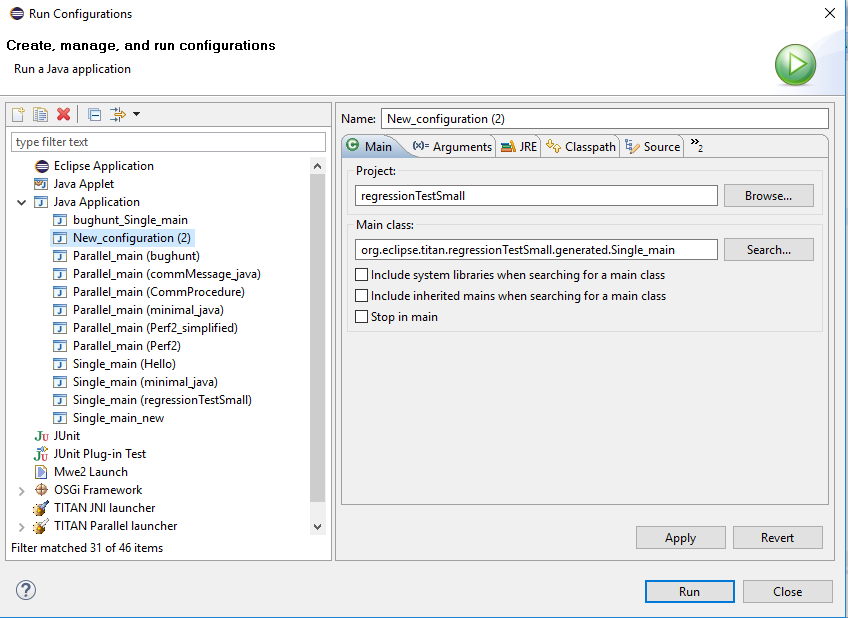 Run Configurations
Create, manage, and run configurations
Run a Java application
type filter text
Eclipse Application
Java Applet
Java Application
bughunt_Single_main
New_configuration (2)
Parallel_main (bughunt)
Parallel_main (commMessage_java)
Parallel_main (CommProcedure)
Parallel_main (minimal_java)
Parallel_main (Perf2_simplified)
Parallel_main (Perf2)
Single_main (Hello)
Single_main (minimal_java)
Single_main (regressionTestSmall)
Single_main_new
JUnit
JUnit Plug-in Test
Mwe2 Launch
OSGi Framework
TITAN JNI launcher
TITAN Parallel launcher
Filter matched 31 of 46 items
Name: New_configuration (2)
Main (x)= Arguments JRE Classpath Source »2
Project:
regressionTestSmall Browse...
Main class:
org.eclipse.titan.regressionTestSmall.generated.Single_main Search...
Include system libraries when searching for a main class
Include inherited mains when searching for a main class
Stop in main
Apply Revert
? Run Close